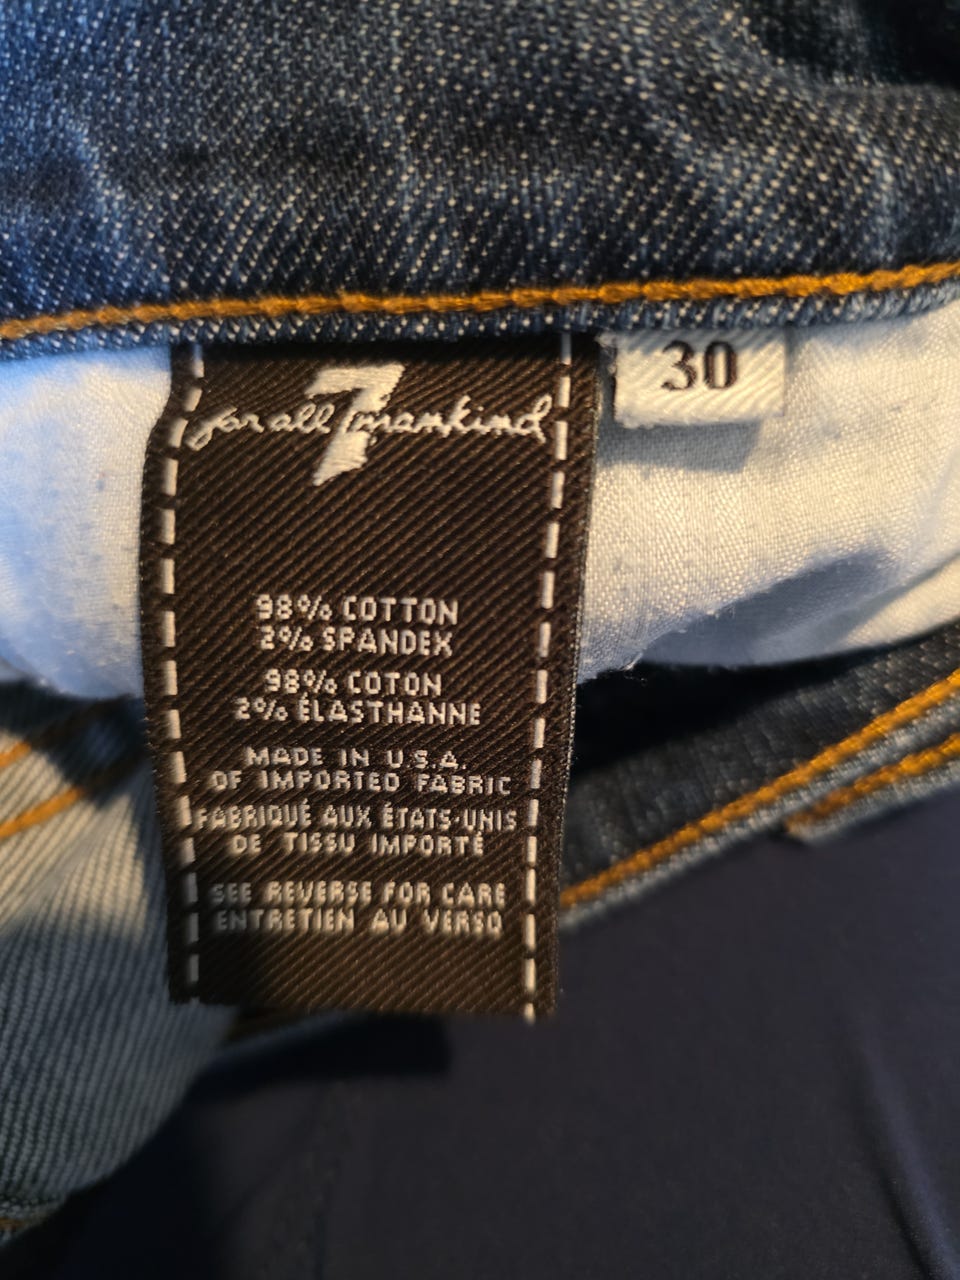 7
for all mankind
30
98% COTTON
2% SPANDEX
98% COTON
2% ÉLASTHANNE
MADE IN U.S.A.
OF IMPORTED FABRIC
FABRIQUÉ AUX ÉTATS-UNIS
DE TISSU IMPORTÉ
SEE REVERSE FOR CARE
ENTRETIEN AU VERSO